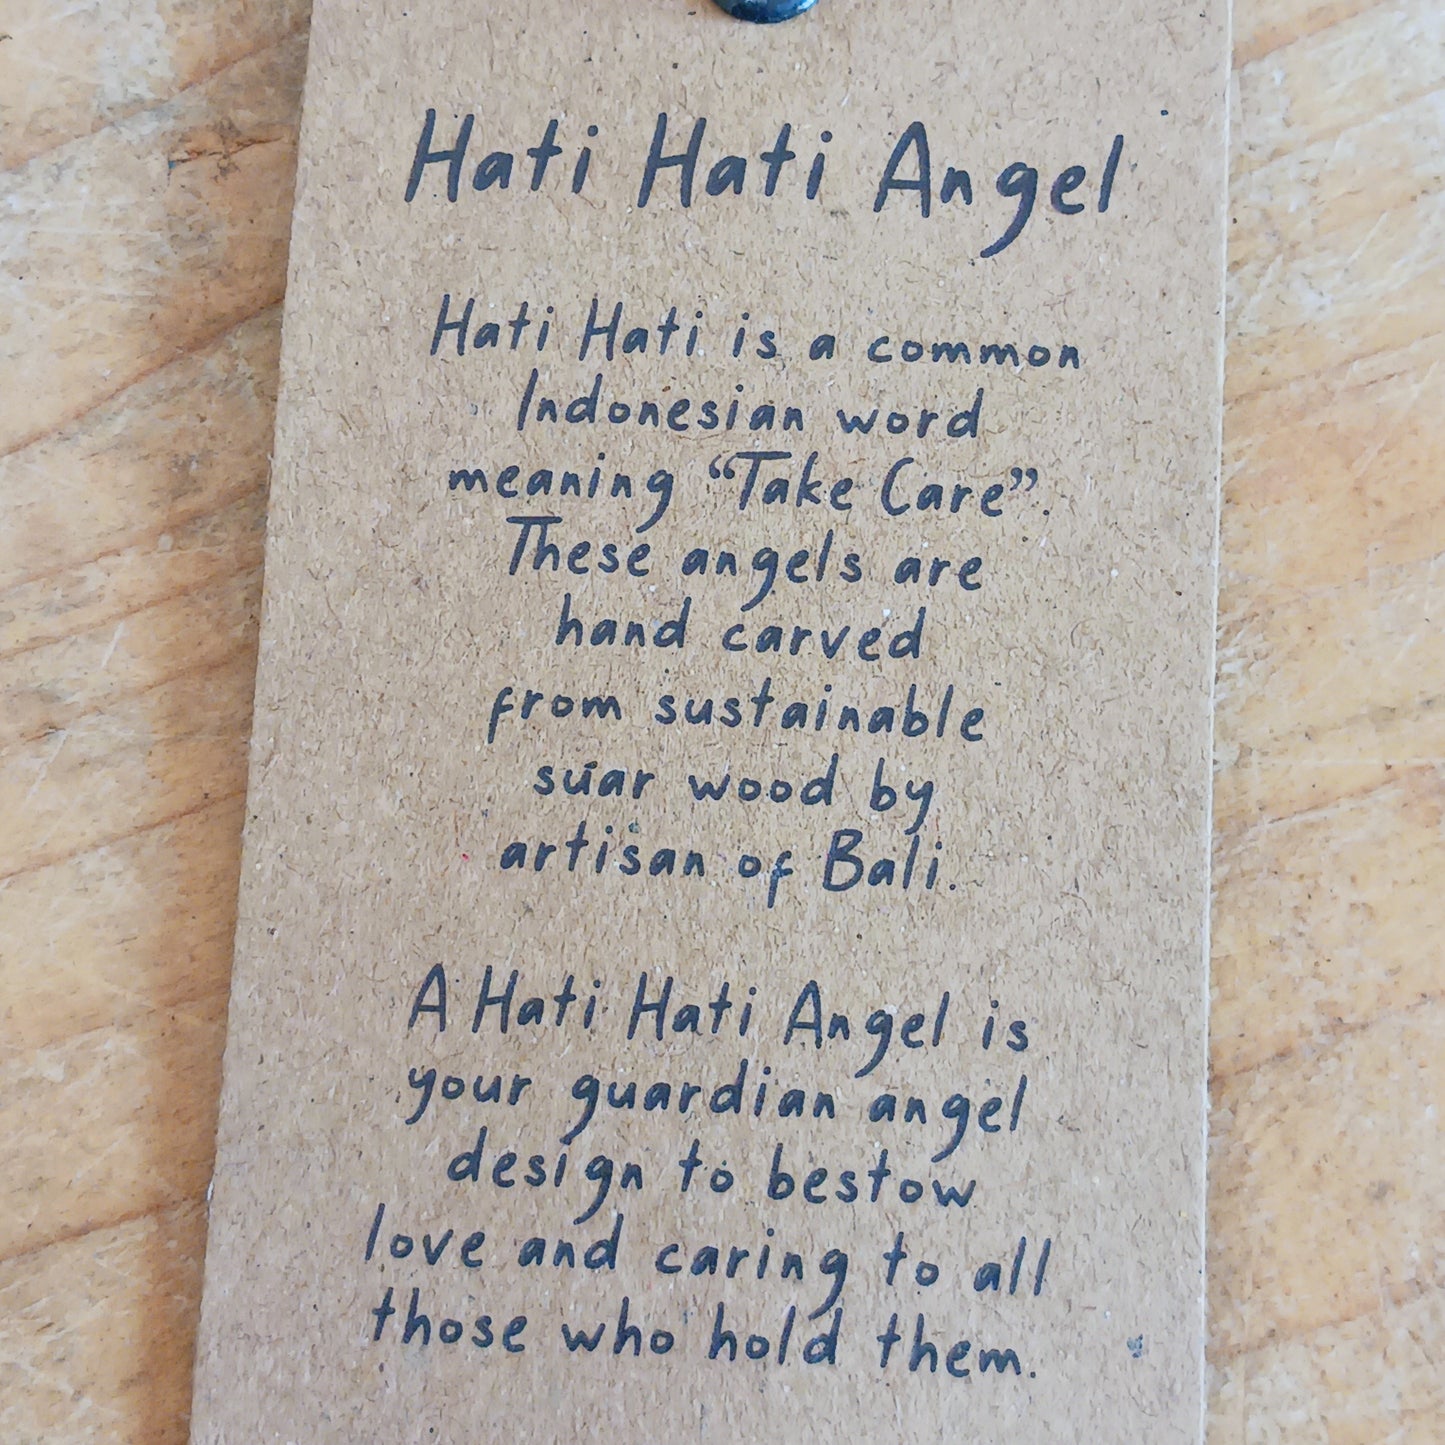 Hati Hati Angel
Hati Hati is a common
Indonesian word
meaning “Take Care”.
These angels are
hand carved
from sustainable
suar wood by
artisan of Bali.
A Hati Hati Angel is
your guardian angel
design to bestow
love and caring to all
those who hold them.